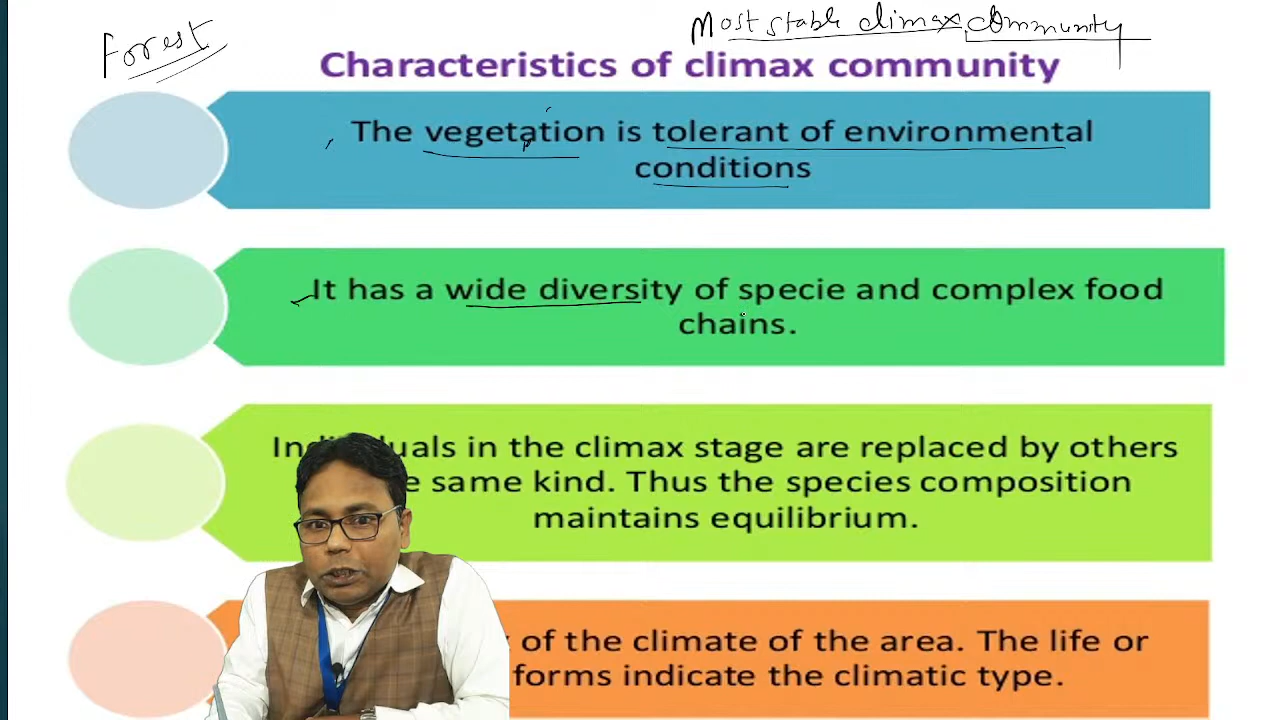 Forest
Most stable climax community
Characteristics of climax community
The vegetation is tolerant of environmental
conditions
It has a wide diversity of specie and complex food
chains.
in the climax stage are replaced by others
same kind. Thus the species composition
maintains equilibrium.
of the climate of the area. The life or
forms indicate the climatic type.